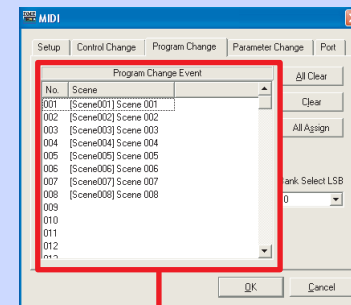 MIDI
Setup Control Change Program Change Parameter Change Port
Program Change Event
No. Scene
001 [Scene001] Scene 001
002 [Scene002] Scene 002
003 [Scene003] Scene 003
004 [Scene004] Scene 004
005 [Scene005] Scene 005
006 [Scene006] Scene 006
007 [Scene007] Scene 007
008 [Scene008] Scene 008
009
010
011
012
All Clear
Clear
All Assign
Bank Select LSB
0
OK Cancel